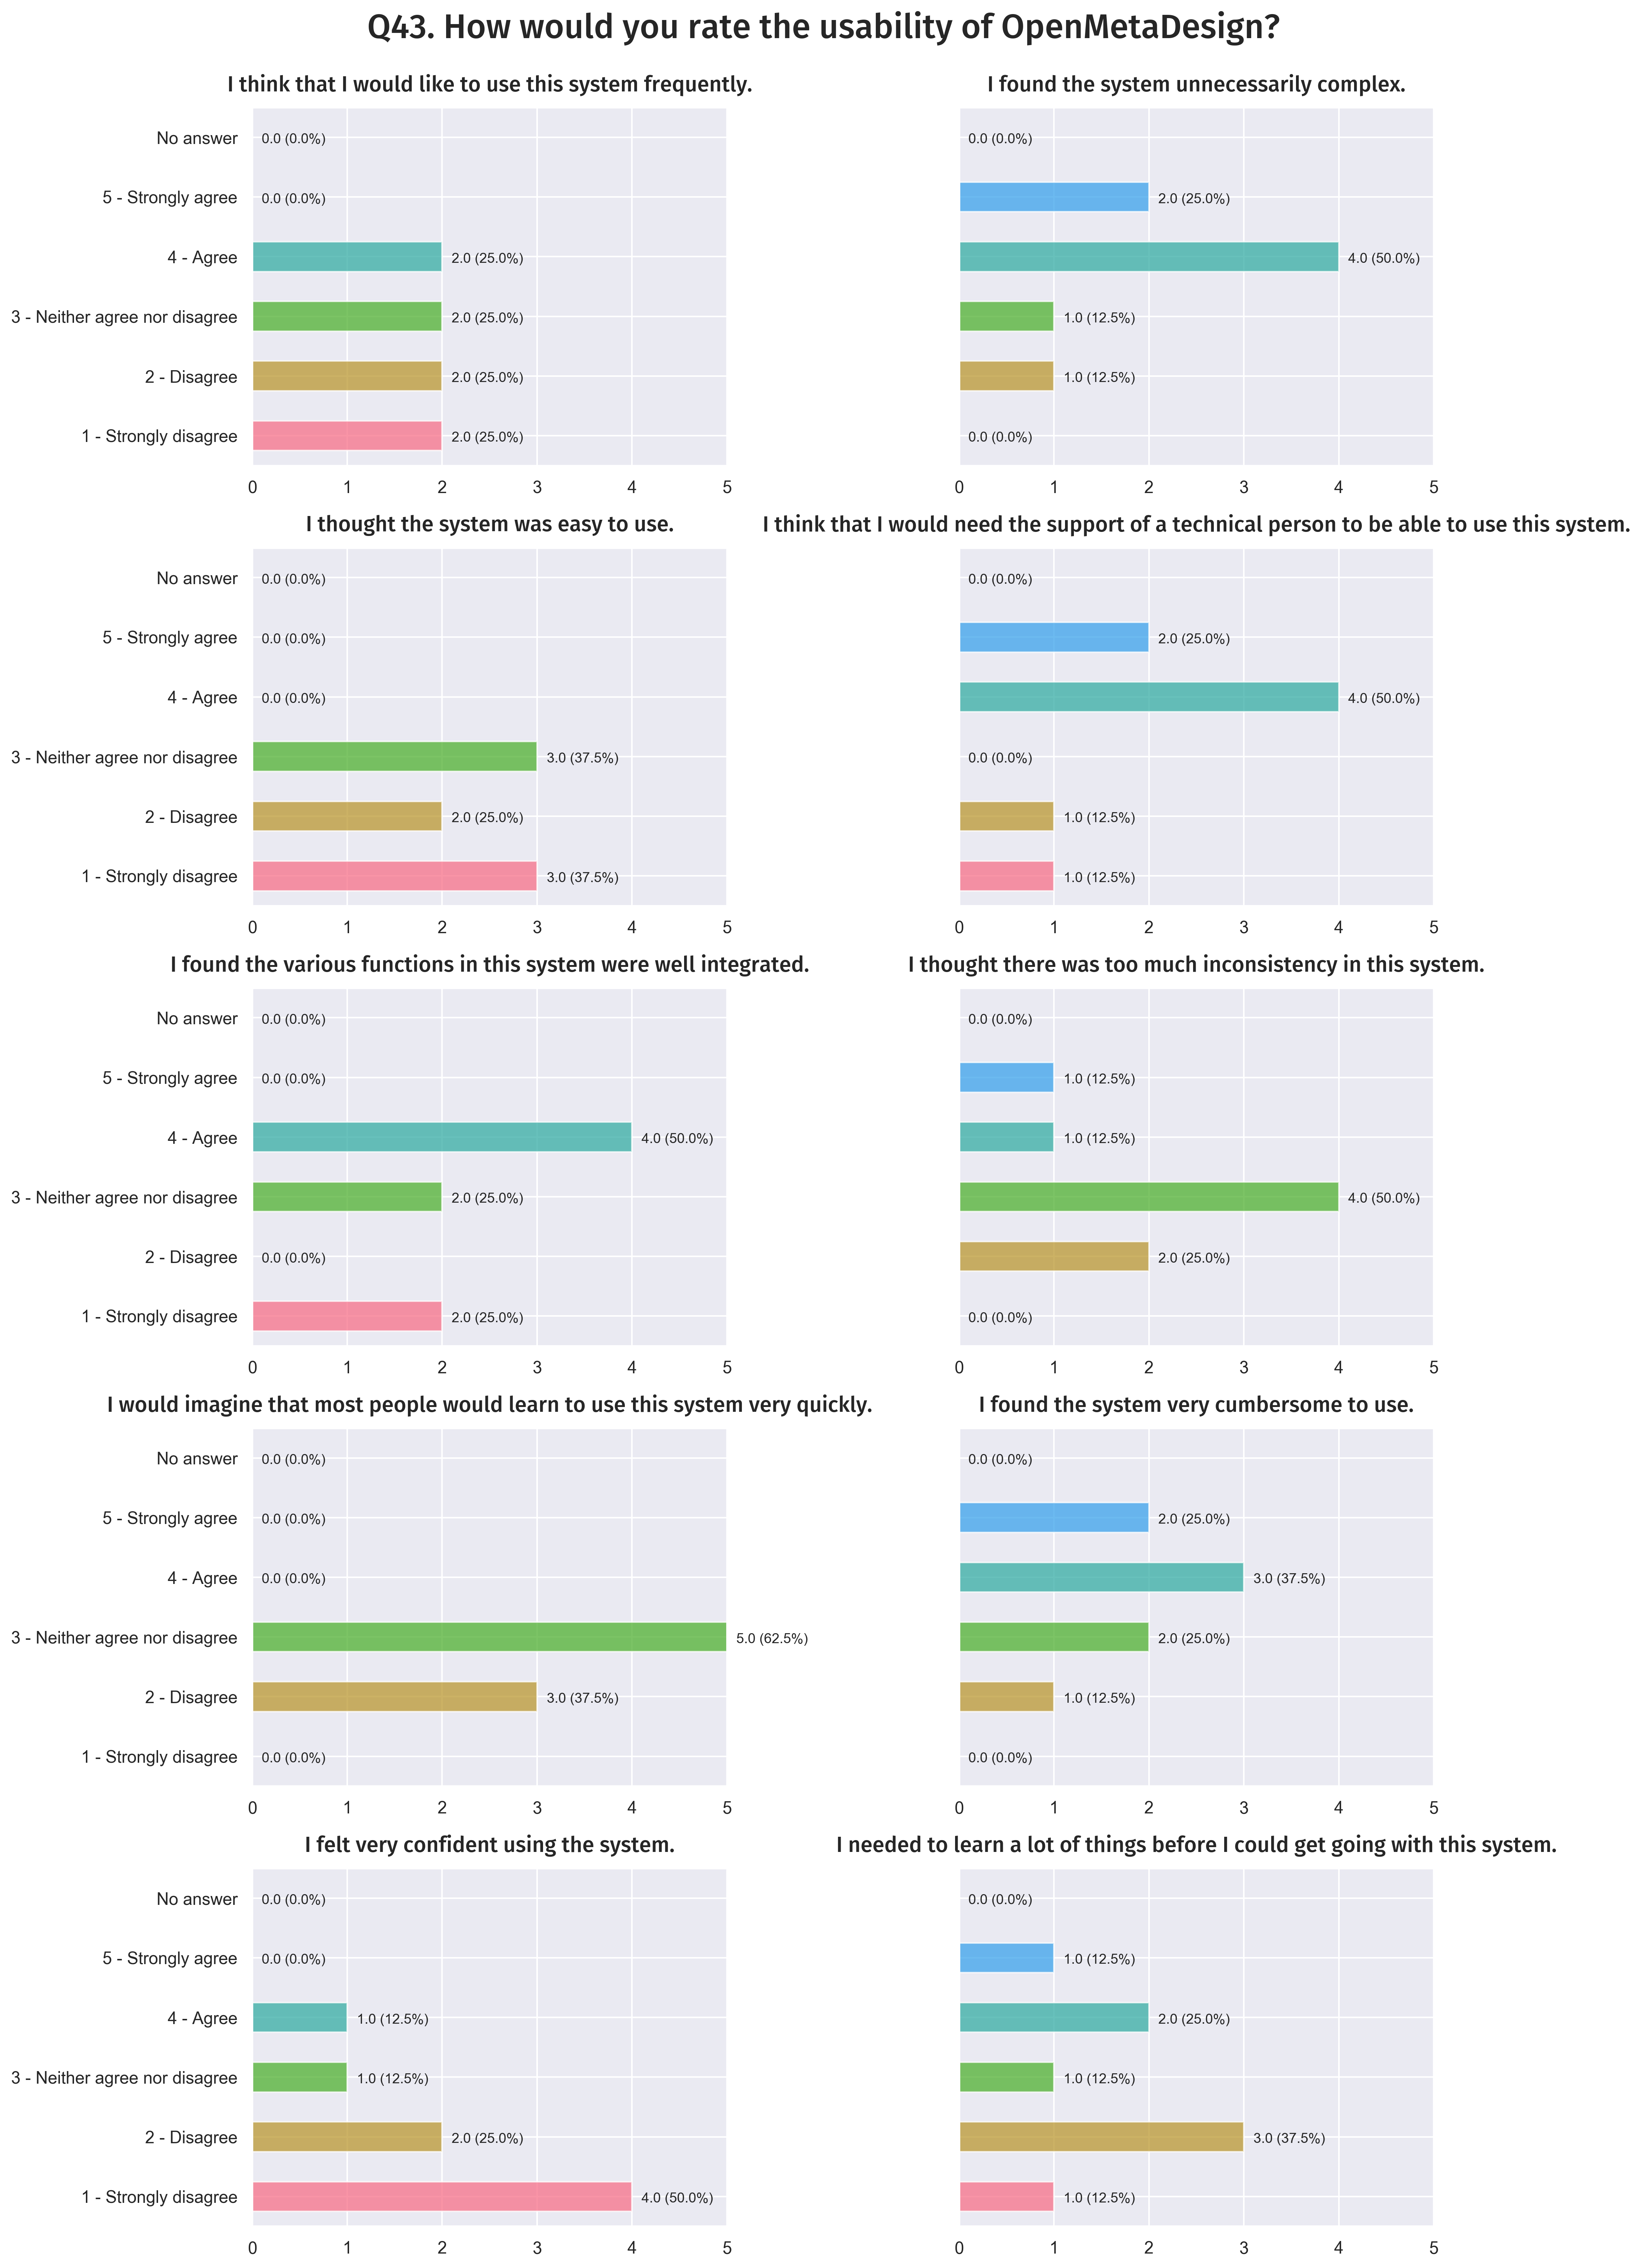 Q43. How would you rate the usability of OpenMetaDesign?
I think that I would like to use this system frequently.
No answer 0.0 (0.0%)
5 - Strongly agree 0.0 (0.0%)
4 - Agree 2.0 (25.0%)
3 - Neither agree nor disagree 2.0 (25.0%)
2 - Disagree 2.0 (25.0%)
1 - Strongly disagree 2.0 (25.0%)
0 1 2 3 4 5
I found the system unnecessarily complex.
0.0 (0.0%)
2.0 (25.0%)
4.0 (50.0%)
1.0 (12.5%)
1.0 (12.5%)
0.0 (0.0%)
0 1 2 3 4 5
I thought the system was easy to use.
No answer 0.0 (0.0%)
5 - Strongly agree 0.0 (0.0%)
4 - Agree 0.0 (0.0%)
3 - Neither agree nor disagree 3.0 (37.5%)
2 - Disagree 2.0 (25.0%)
1 - Strongly disagree 3.0 (37.5%)
0 1 2 3 4 5
I think that I would need the support of a technical person to be able to use this system.
0.0 (0.0%)
2.0 (25.0%)
4.0 (50.0%)
0.0 (0.0%)
1.0 (12.5%)
1.0 (12.5%)
0 1 2 3 4 5
I found the various functions in this system were well integrated.
No answer 0.0 (0.0%)
5 - Strongly agree 0.0 (0.0%)
4 - Agree 4.0 (50.0%)
3 - Neither agree nor disagree 2.0 (25.0%)
2 - Disagree 0.0 (0.0%)
1 - Strongly disagree 2.0 (25.0%)
0 1 2 3 4 5
I thought there was too much inconsistency in this system.
0.0 (0.0%)
1.0 (12.5%)
1.0 (12.5%)
4.0 (50.0%)
2.0 (25.0%)
0.0 (0.0%)
0 1 2 3 4 5
I would imagine that most people would learn to use this system very quickly.
No answer 0.0 (0.0%)
5 - Strongly agree 0.0 (0.0%)
4 - Agree 0.0 (0.0%)
3 - Neither agree nor disagree 5.0 (62.5%)
2 - Disagree 3.0 (37.5%)
1 - Strongly disagree 0.0 (0.0%)
0 1 2 3 4 5
I found the system very cumbersome to use.
0.0 (0.0%)
2.0 (25.0%)
3.0 (37.5%)
2.0 (25.0%)
1.0 (12.5%)
0.0 (0.0%)
0 1 2 3 4 5
I felt very confident using the system.
No answer 0.0 (0.0%)
5 - Strongly agree 0.0 (0.0%)
4 - Agree 1.0 (12.5%)
3 - Neither agree nor disagree 1.0 (12.5%)
2 - Disagree 2.0 (25.0%)
1 - Strongly disagree 4.0 (50.0%)
0 1 2 3 4 5
I needed to learn a lot of things before I could get going with this system.
0.0 (0.0%)
1.0 (12.5%)
2.0 (25.0%)
1.0 (12.5%)
3.0 (37.5%)
1.0 (12.5%)
0 1 2 3 4 5